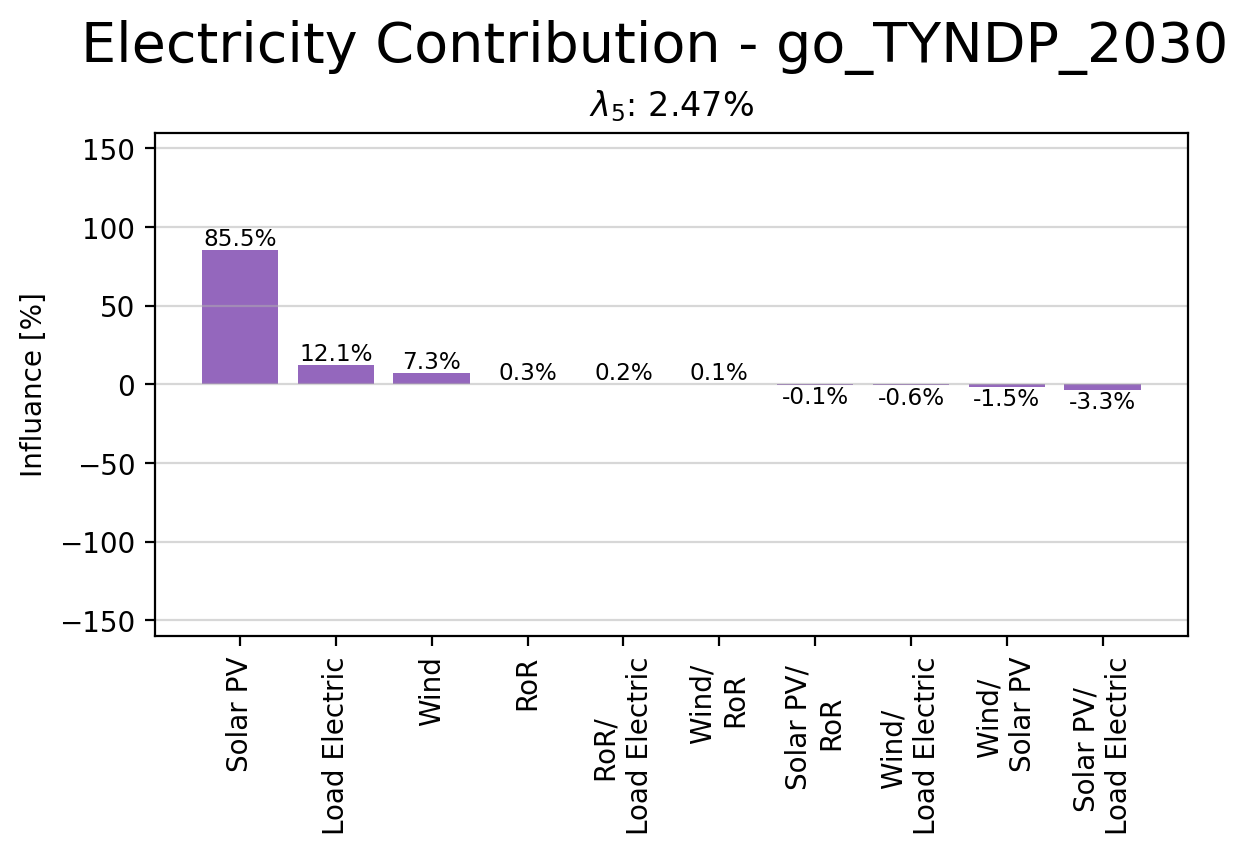 Electricity Contribution - go_TYNDP_2030
λ5: 2.47%
Influance [%]
150
100
50
0
−50
−100
−150
85.5%
12.1%
7.3%
0.3%
0.2%
0.1%
-0.1%
-0.6%
-1.5%
-3.3%
Solar PV
Load Electric
Wind
RoR
RoR/
Load Electric
Wind/
RoR
Solar PV/
RoR
Wind/
Load Electric
Wind/
Solar PV
Solar PV/
Load Electric